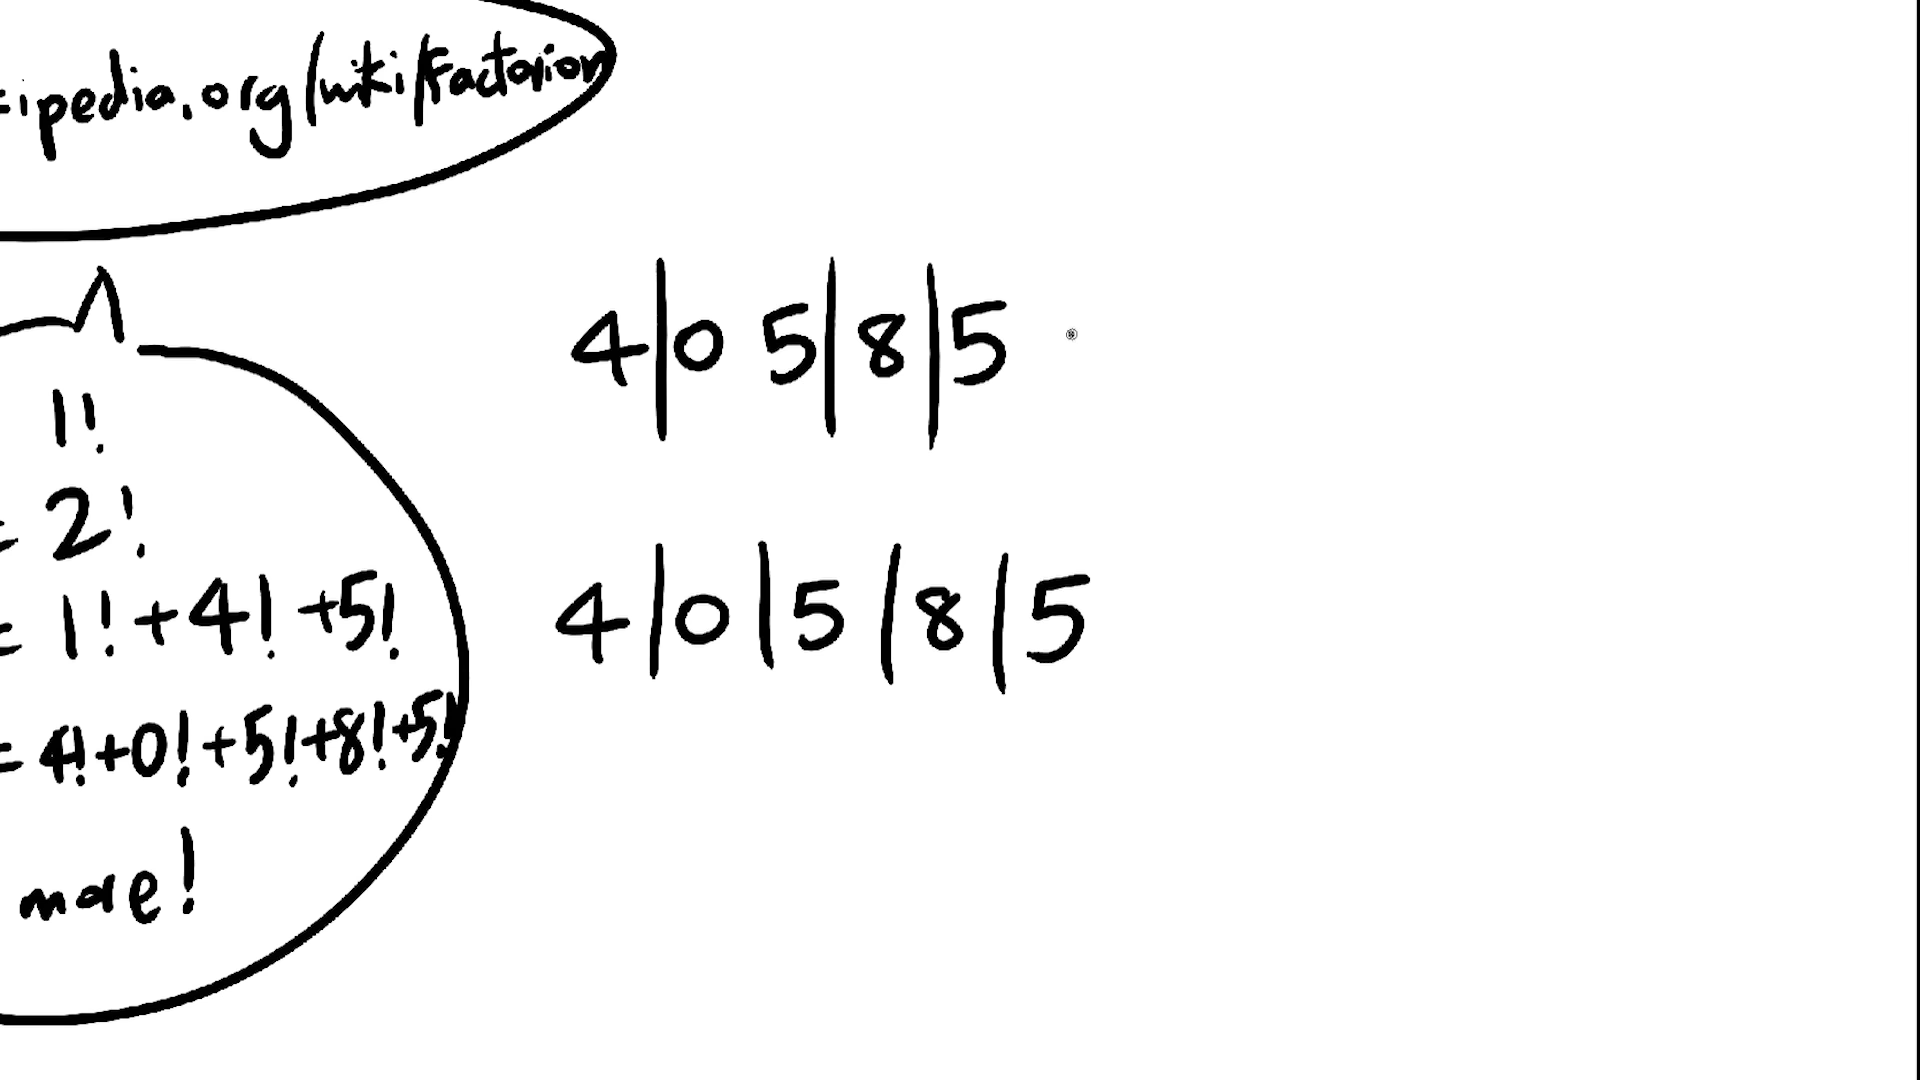 ipedia.org/wiki/Factorion
1!
= 2!
= 1! + 4! + 5!
= 4! + 0! + 5! + 8! + 5!
more!
4|0 5|8|5
4|0|5|8|5